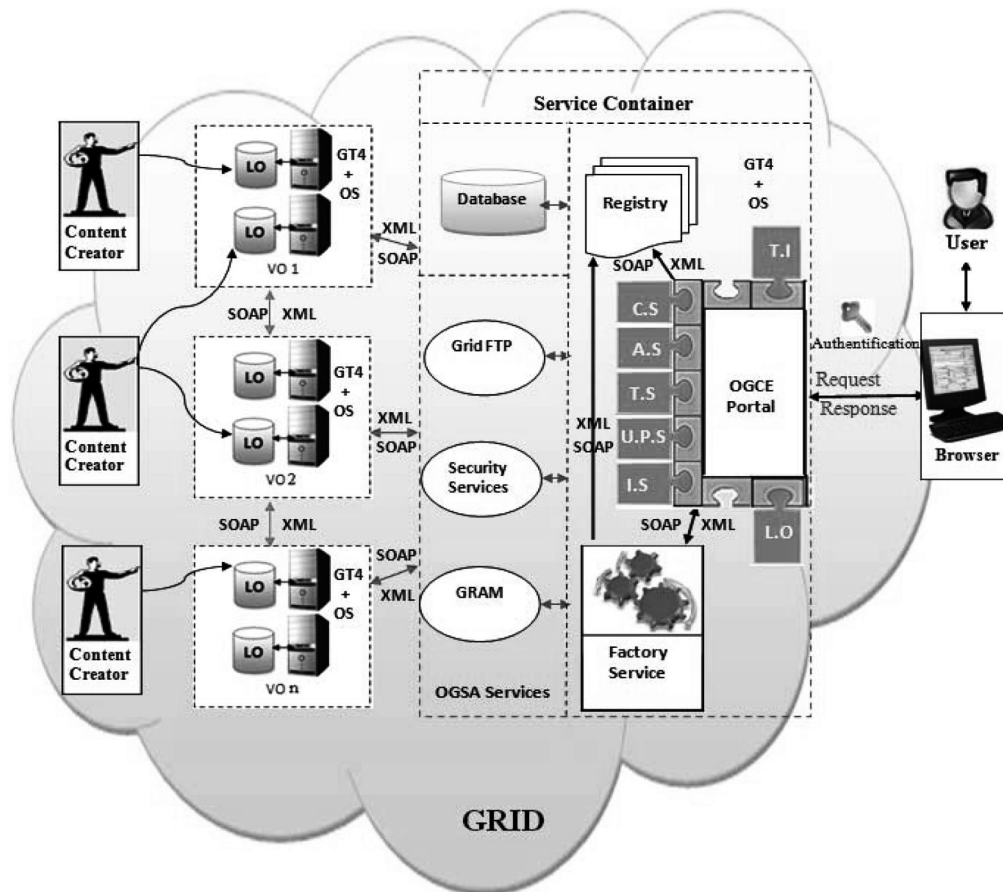 Service Container
Content
Creator
LO
LO
GT4
+
OS
VO 1
XML
SOAP
Database
Registry
GT4
+
OS
T.I
User
SOAP
XML
SOAP
XML
Content
Creator
LO
LO
GT4
+
OS
VO 2
XML
SOAP
Grid FTP
Security
Services
XML
SOAP
C.S
A.S
T.S
U.P.S
I.S
OGCE
Portal
Authentification
Request
Response
Browser
SOAP
XML
SOAP
XML
L.O
Content
Creator
LO
LO
GT4
+
OS
VO n
SOAP
XML
GRAM
OGSA Services
Factory
Service
GRID